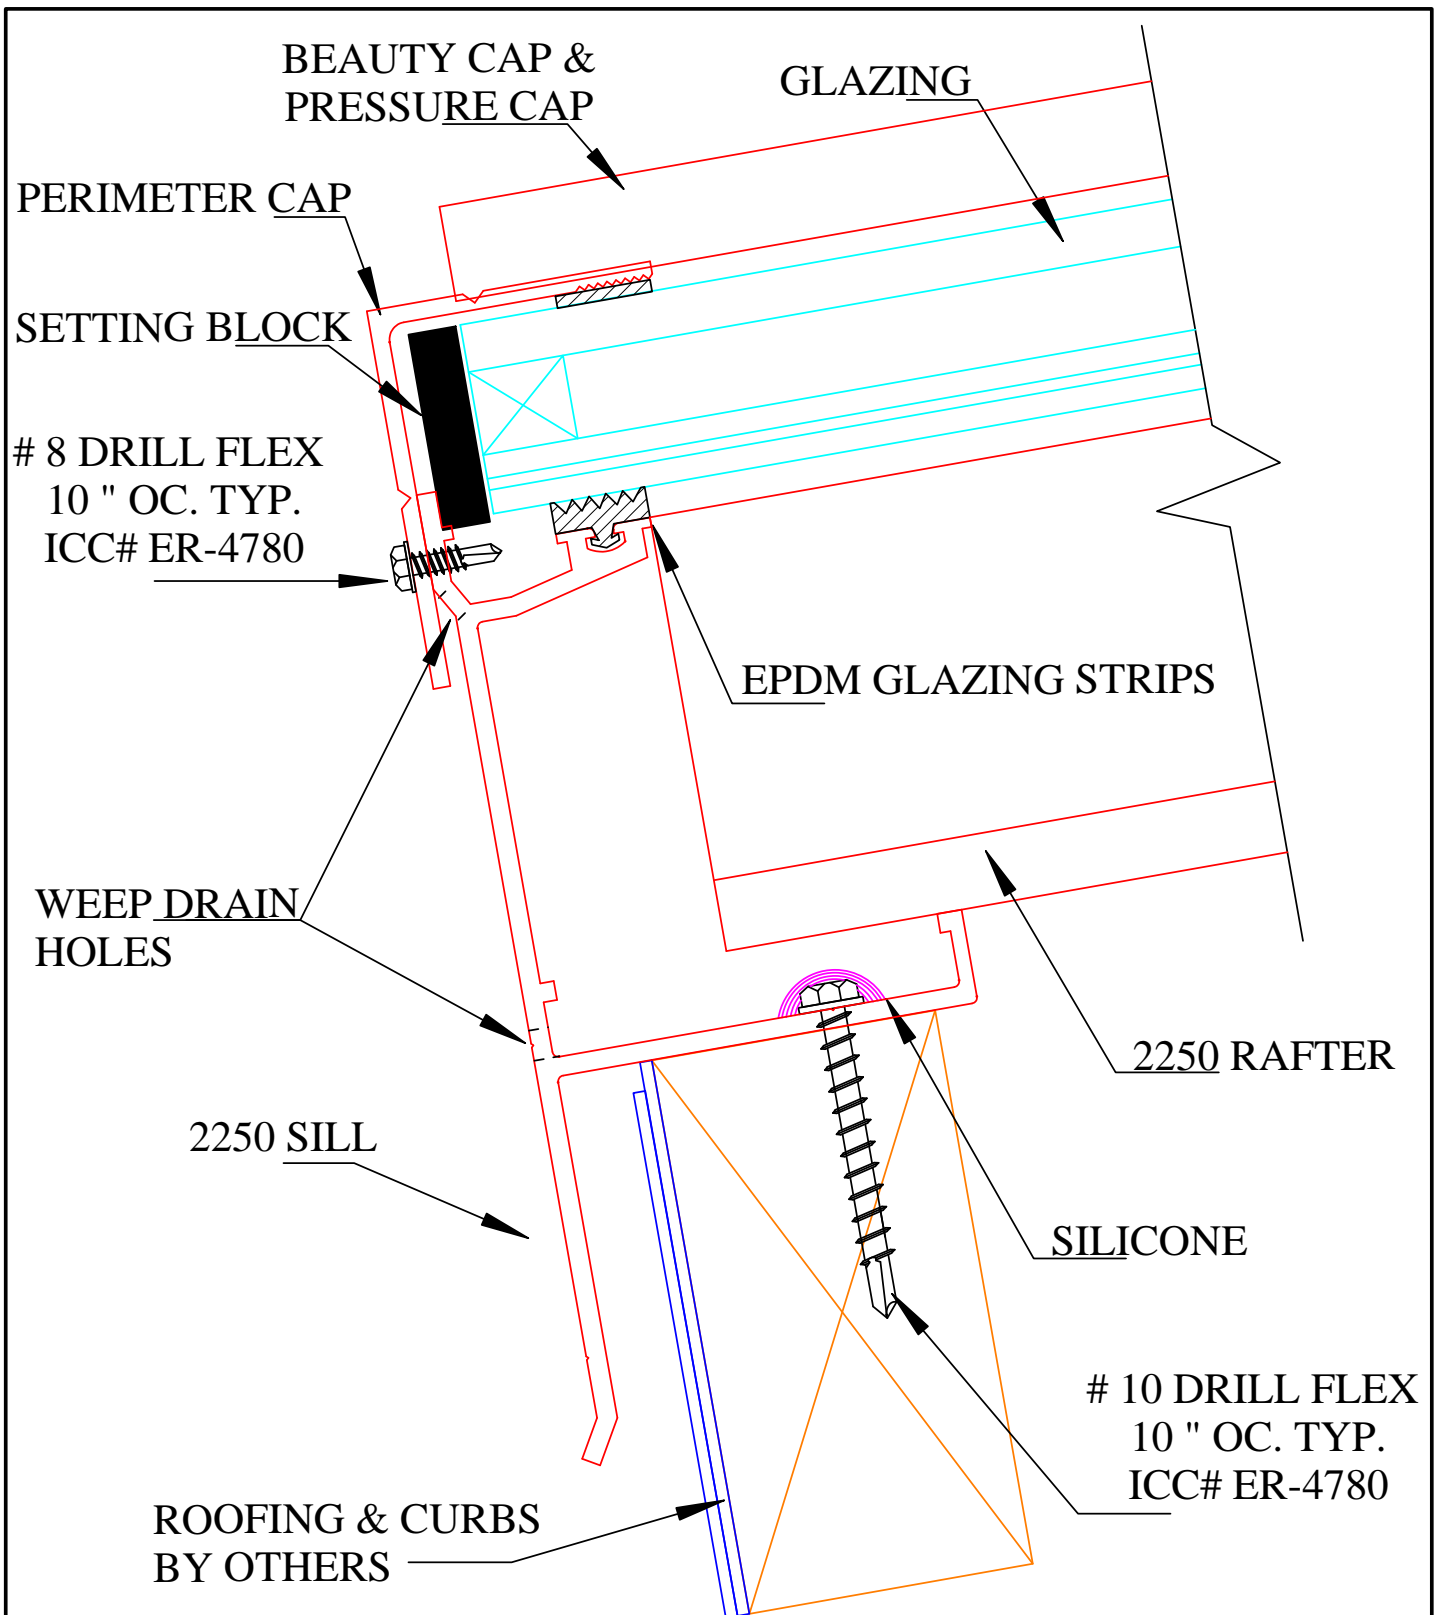 BEAUTY CAP &
PRESSURE CAP
GLAZING
PERIMETER CAP
SETTING BLOCK
# 8 DRILL FLEX
10 " OC. TYP.
ICC# ER-4780
EPDM GLAZING STRIPS
WEEP DRAIN
HOLES
2250 RAFTER
2250 SILL
SILICONE
# 10 DRILL FLEX
10 " OC. TYP.
ICC# ER-4780
ROOFING & CURBS
BY OTHERS